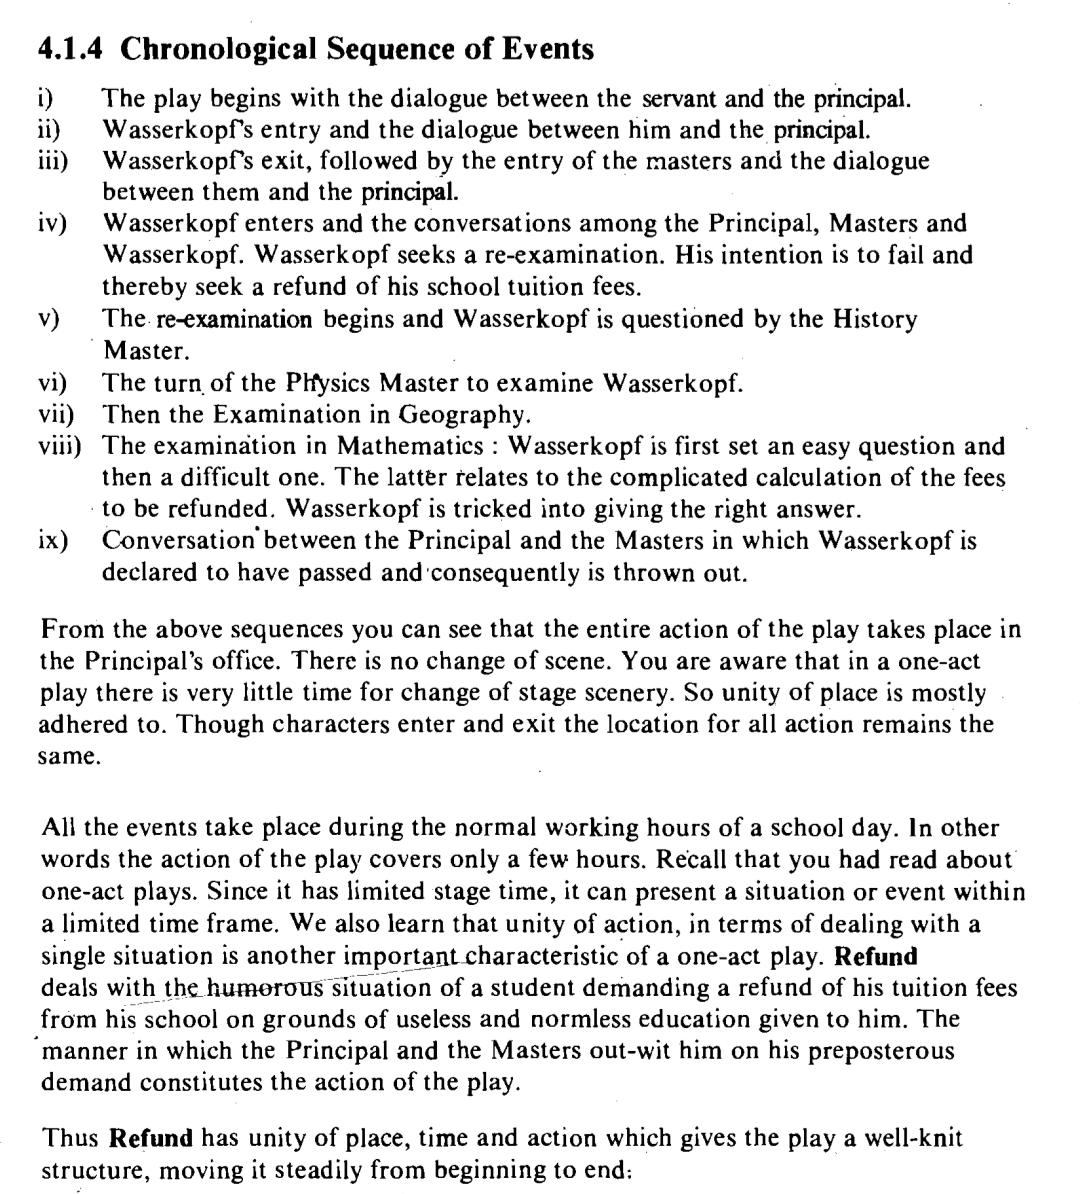 4.1.4 Chronological Sequence of Events
i) The play begins with the dialogue between the servant and the principal.
ii) Wasserkopf's entry and the dialogue between him and the principal.
iii) Wasserkopf's exit, followed by the entry of the masters and the dialogue
between them and the principal.
iv) Wasserkopf enters and the conversations among the Principal, Masters and
Wasserkopf. Wasserkopf seeks a re-examination. His intention is to fail and
thereby seek a refund of his school tuition fees.
v) The re-examination begins and Wasserkopf is questioned by the History
Master.
vi) The turn of the Physics Master to examine Wasserkopf.
vii) Then the Examination in Geography.
viii) The examination in Mathematics : Wasserkopf is first set an easy question and
then a difficult one. The latter relates to the complicated calculation of the fees
to be refunded. Wasserkopf is tricked into giving the right answer.
ix) Conversation between the Principal and the Masters in which Wasserkopf is
declared to have passed and consequently is thrown out.
From the above sequences you can see that the entire action of the play takes place in
the Principal's office. There is no change of scene. You are aware that in a one-act
play there is very little time for change of stage scenery. So unity of place is mostly
adhered to. Though characters enter and exit the location for all action remains the
same.
All the events take place during the normal working hours of a school day. In other
words the action of the play covers only a few hours. Recall that you had read about
one-act plays. Since it has limited stage time, it can present a situation or event within
a limited time frame. We also learn that unity of action, in terms of dealing with a
single situation is another important characteristic of a one-act play. Refund
deals with the humorous situation of a student demanding a refund of his tuition fees
from his school on grounds of useless and normless education given to him. The
manner in which the Principal and the Masters out-wit him on his preposterous
demand constitutes the action of the play.
Thus Refund has unity of place, time and action which gives the play a well-knit
structure, moving it steadily from beginning to end: